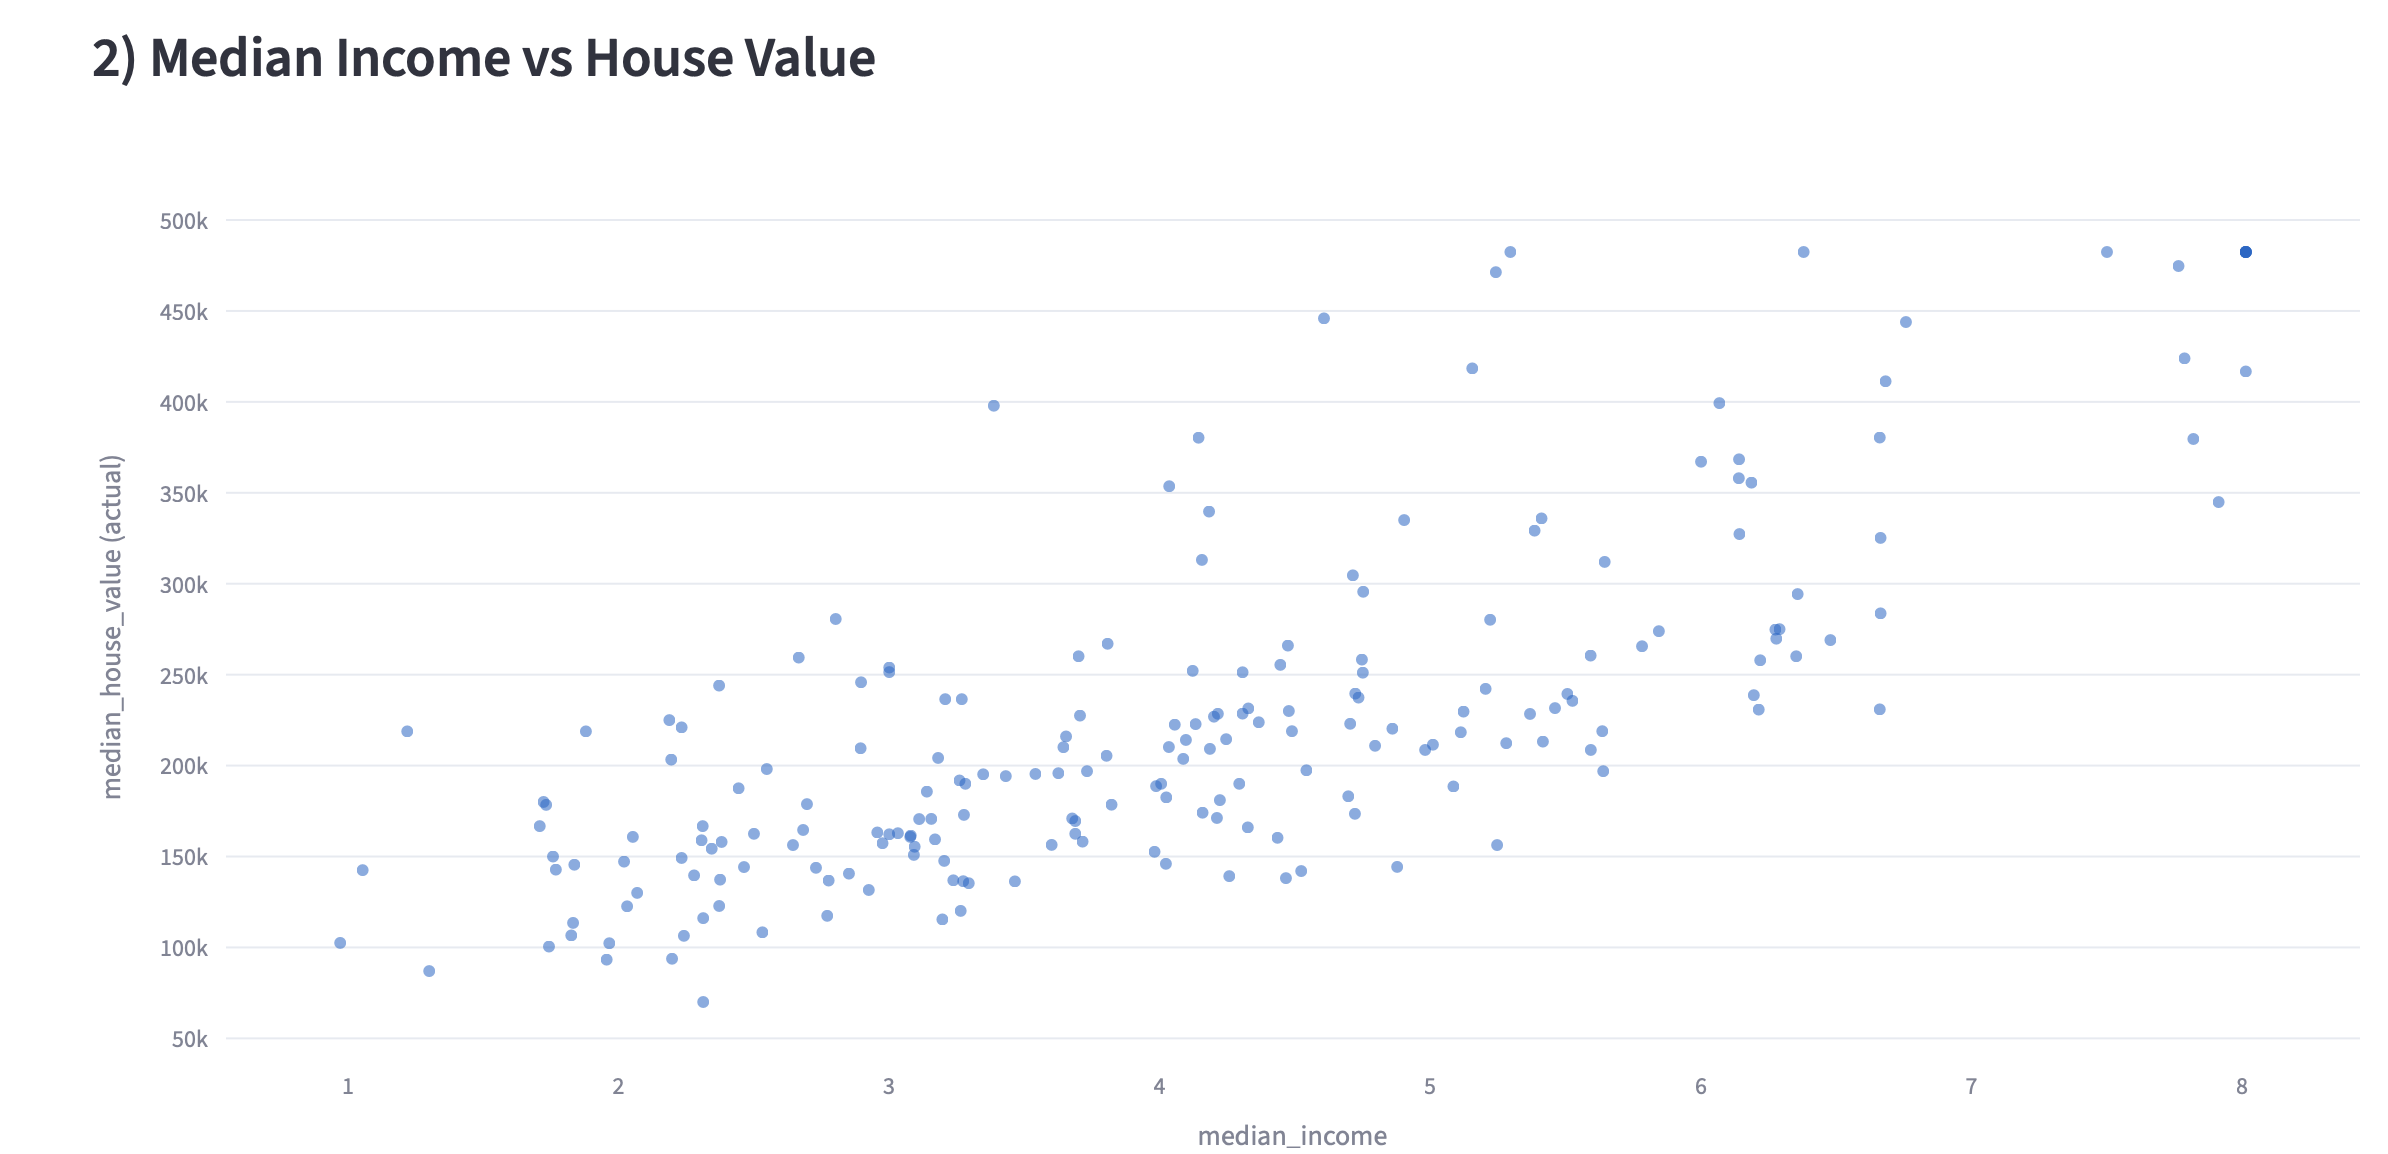 2) Median Income vs House Value
500k
450k
400k
350k
300k
250k
200k
150k
100k
50k
median_house_value (actual)
1 2 3 4 5 6 7 8
median_income